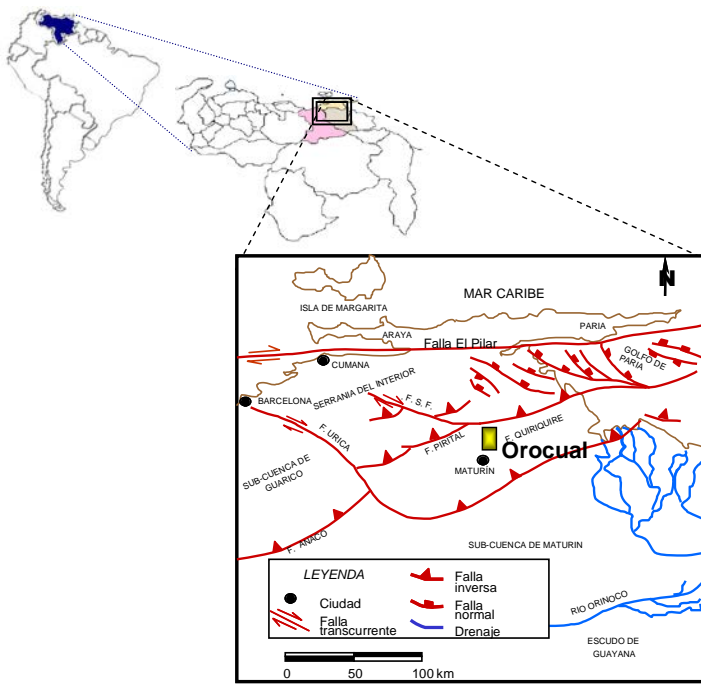 N
MAR CARIBE
ISLA DE MARGARITA
ARAYA
PARIA
Falla El Pilar
GOLFO DE
PARIA
CUMANA
SERRANIA DEL INTERIOR
BARCELONA
F. S. F.
F. URICA
F. PIRITAL
F. QUIRIQUIRE
Orocual
MATURÍN
SUB-CUENCA DE
GUARICO
F. ANACO
SUB-CUENCA DE MATURIN
LEYENDA
Ciudad
Falla
transcurrente
Falla
inversa
Falla
normal
Drenaje
RIO ORINOCO
ESCUDO DE
GUAYANA
0 50 100 km